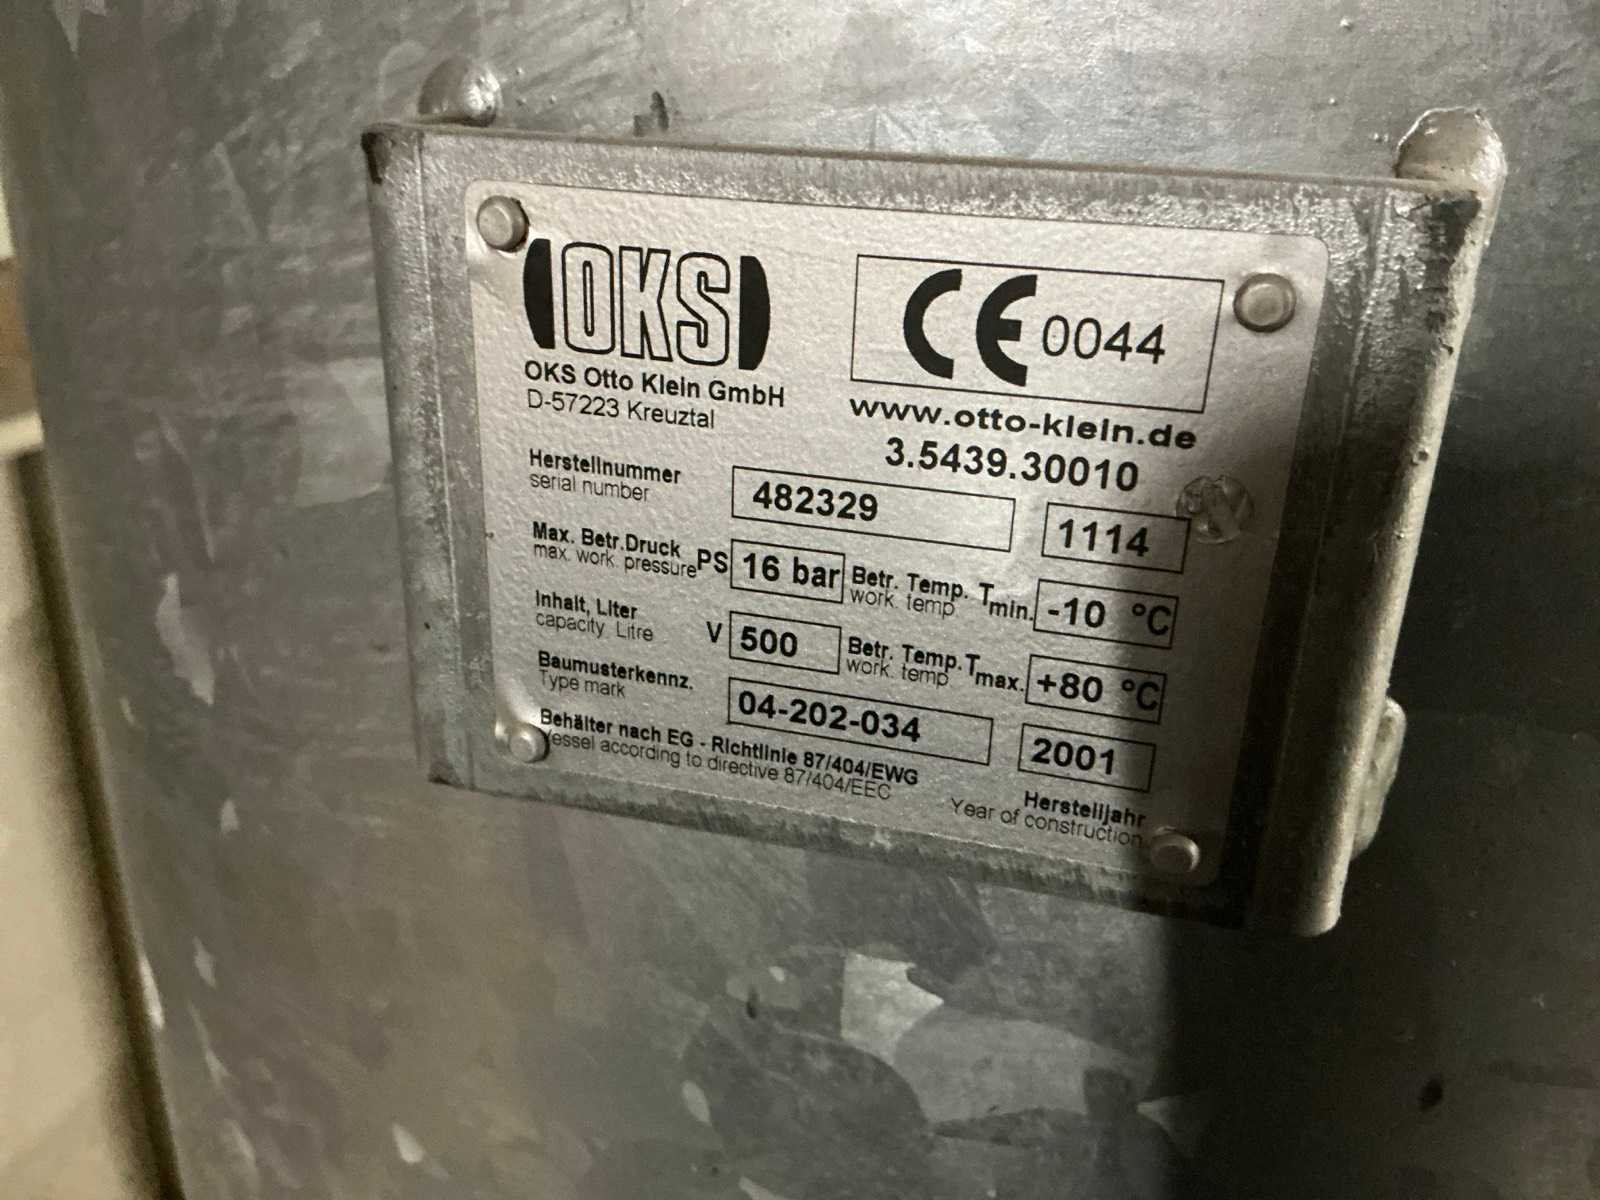 OKS
CE 0044
OKS Otto Klein GmbH
D-57223 Kreuztal
www.otto-klein.de
3.5439.30010
Herstellnummer
serial number
482329
1114
Max. Betr.Druck
max. work. pressure
PS
16 bar
Betr. Temp. Tmin.
work. temp
-10 °C
Inhalt, Liter
capacity, Litre
V
500
Betr. Temp. Tmax.
work. temp
+80 °C
Baumusterkennz.
Type mark
04-202-034
2001
Behälter nach EG - Richtlinie 87/404/EWG
Vessel according to directive 87/404/EEC
Herstelljahr
Year of construction